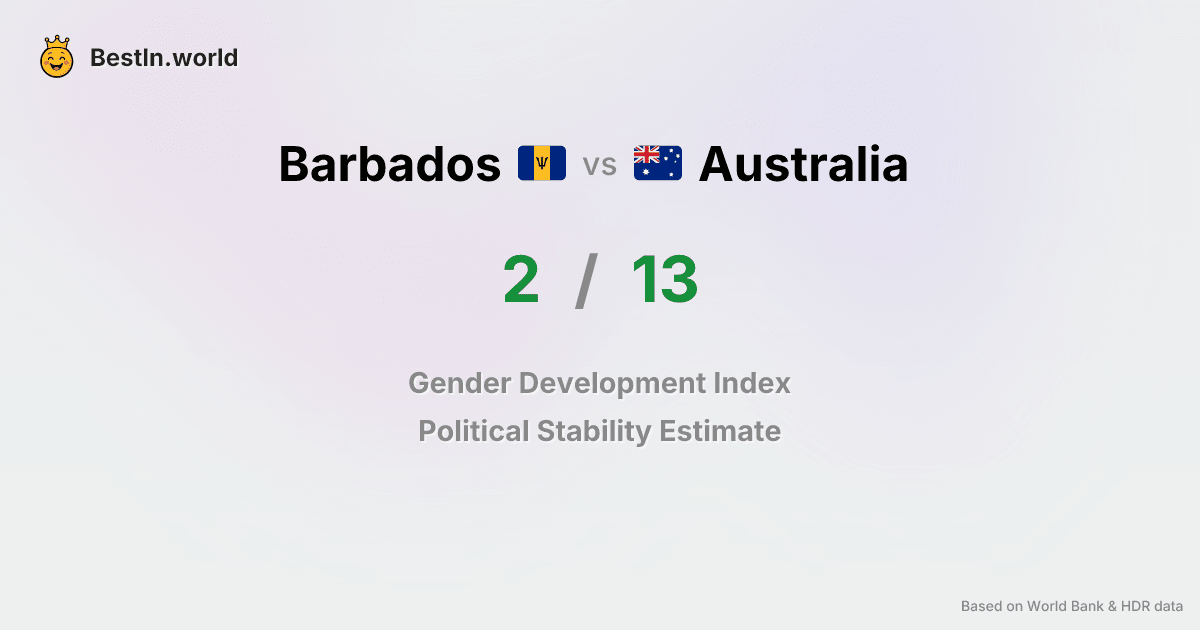 BestIn.world
Barbados vs Australia
2 / 13
Gender Development Index
Political Stability Estimate
Based on World Bank & HDR data